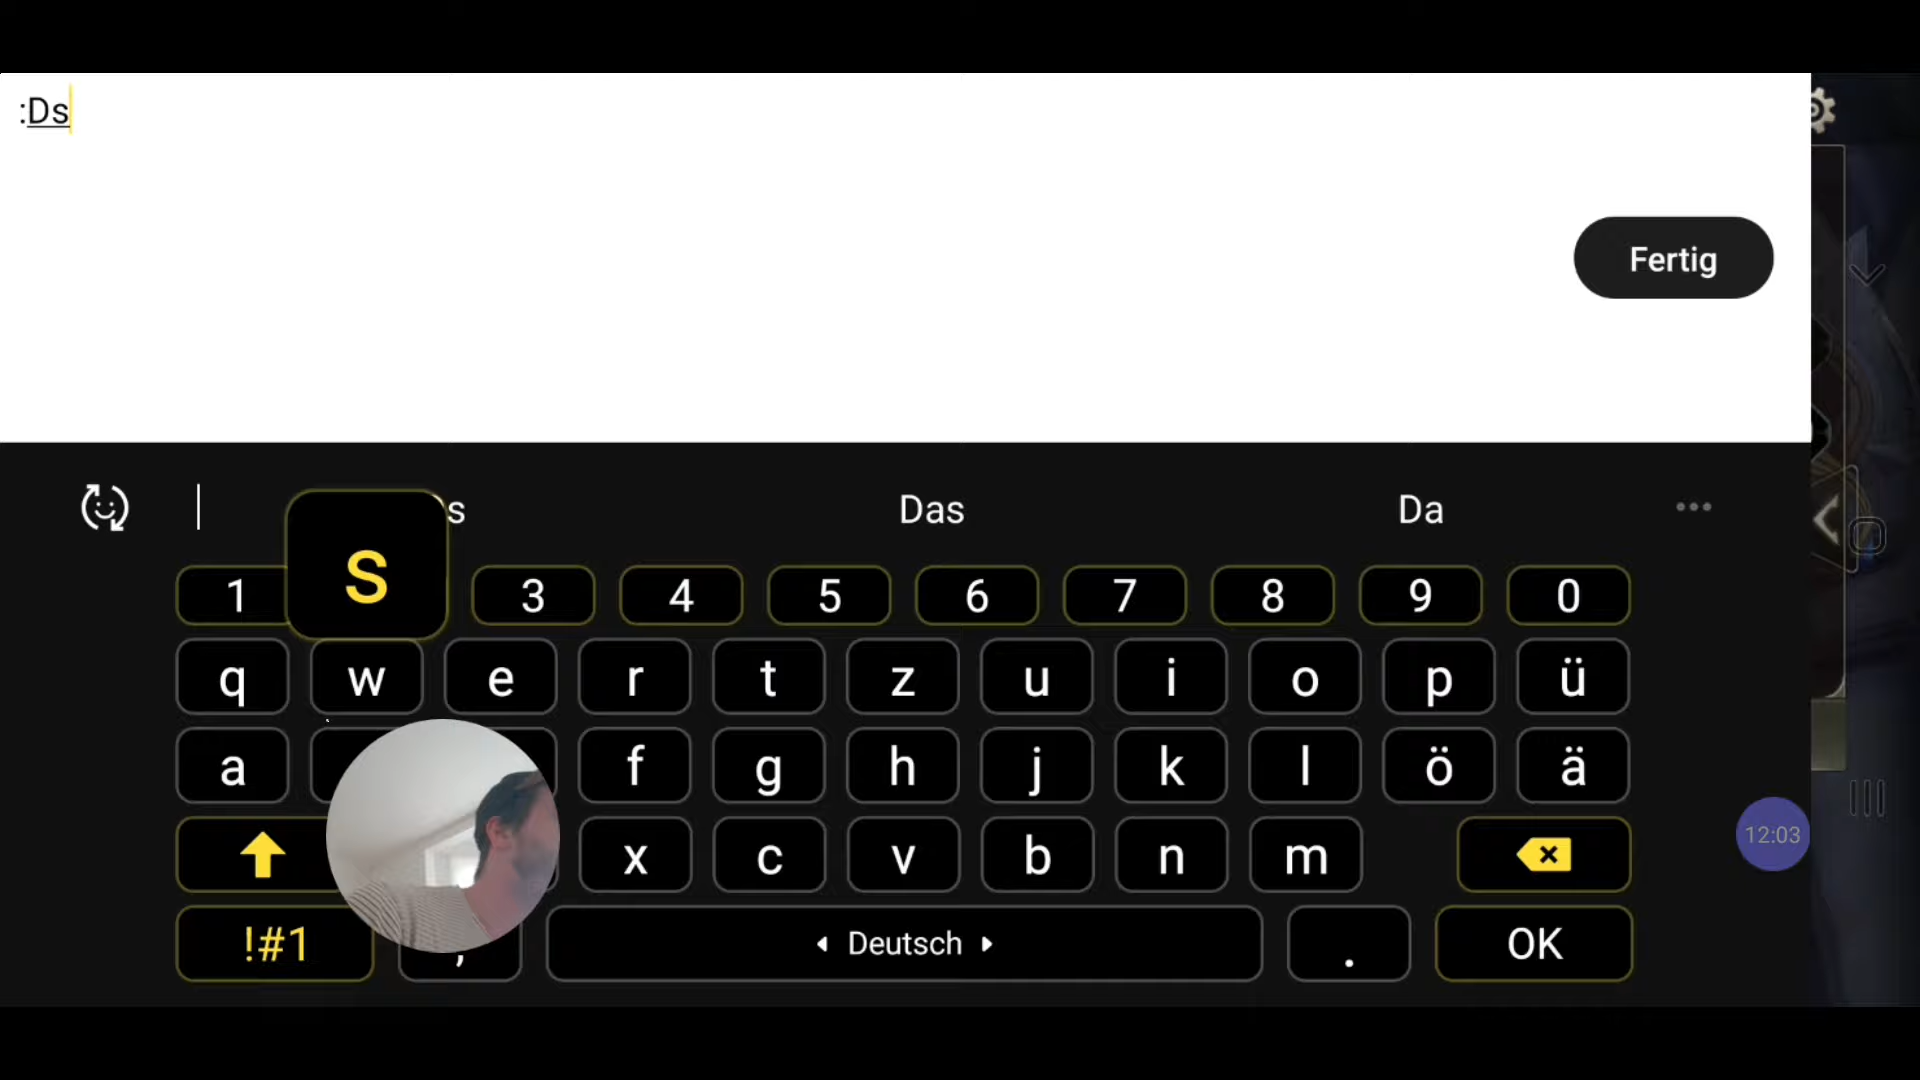 :Ds
Fertig
s Das Da
S
1 3 4 5 6 7 8 9 0
q w e r t z u i o p ü
a f g h j k l ö ä
x c v b n m
12:03
!#1 , Deutsch . OK